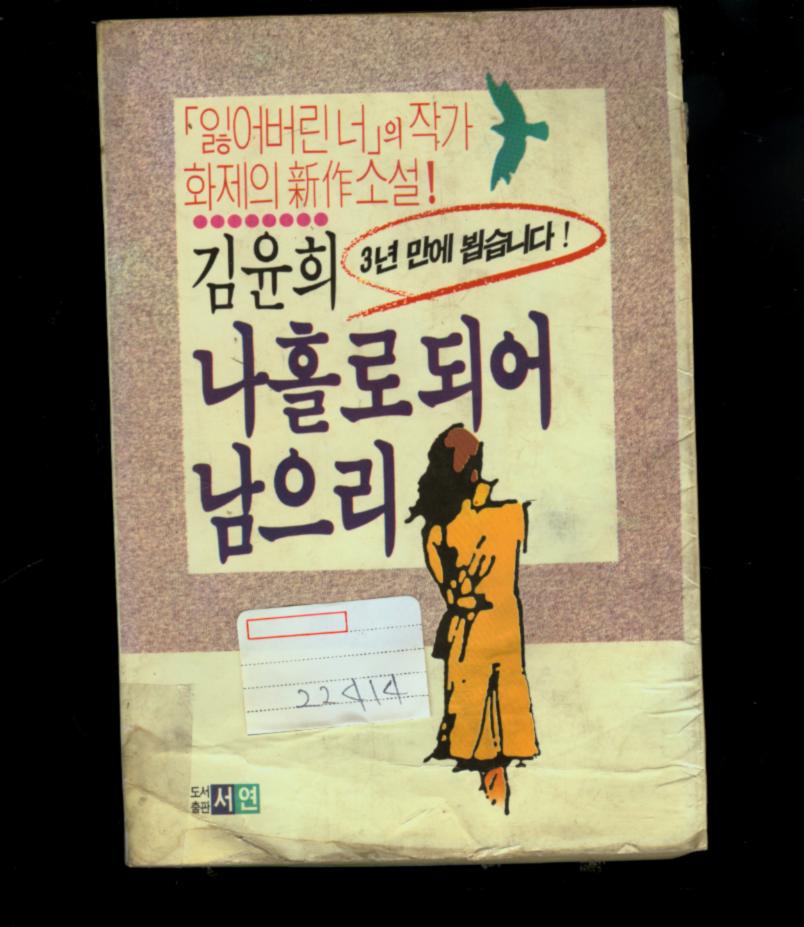 「잃어버린 너」의 작가
화제의 新作소설!
김윤희
3년 만에 뵙습니다!
나홀로되어
남으리
22414
도서
출판
서연